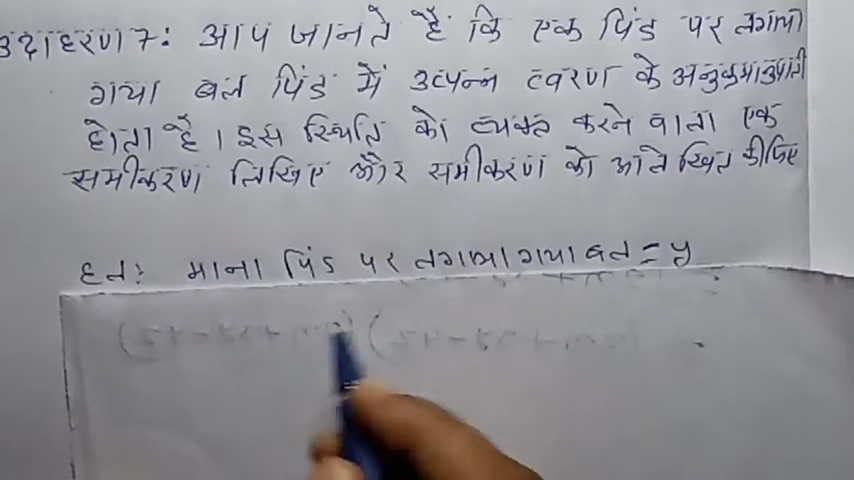 उदाहरण 7: आप जानते हैं कि एक पिंड पर लगाया
गया बल पिंड में उत्पन्न त्वरण के अनुक्रमानुपाती
होता है। इस स्थिति को व्यक्त करने वाला एक
समीकरण लिखिए और समीकरण को आलेखित कीजिए
हल: माना पिंड पर लगाया गया बल = y